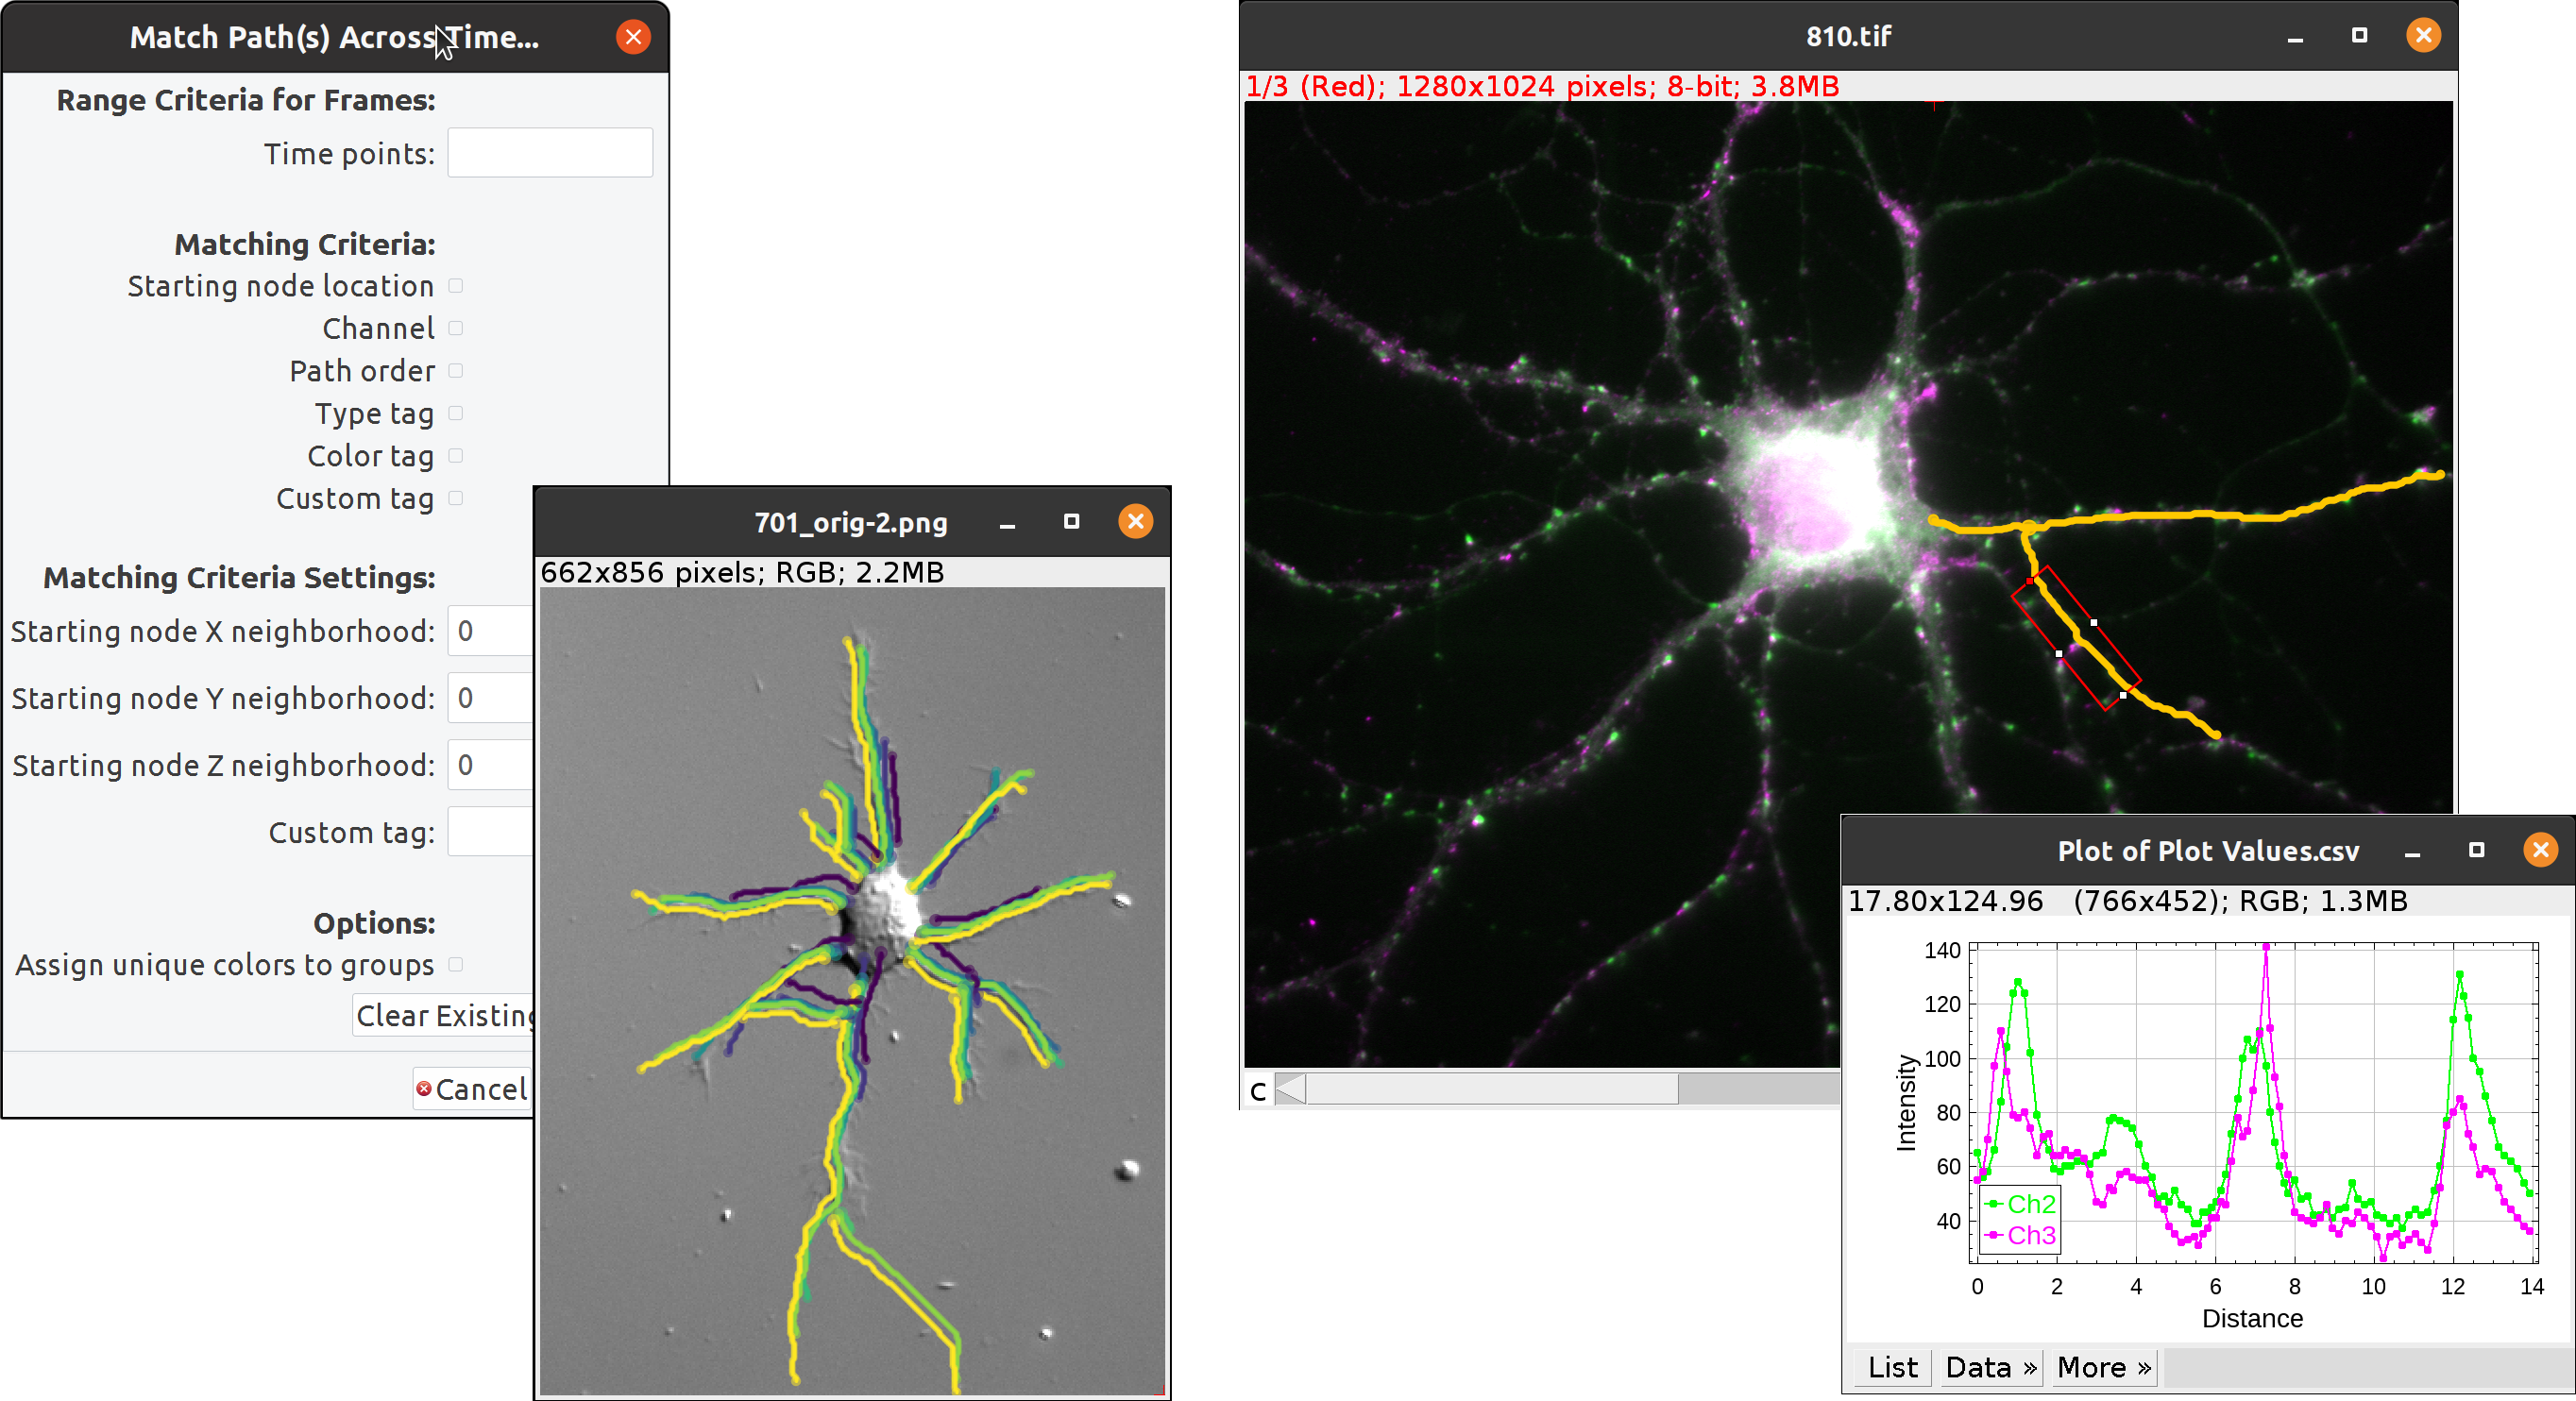 Match Path(s) Across Time...
Range Criteria for Frames:
Time points:
Matching Criteria:
Starting node location
Channel
Path order
Type tag
Color tag
Custom tag
Matching Criteria Settings:
Starting node X neighborhood: 0
Starting node Y neighborhood: 0
Starting node Z neighborhood: 0
Custom tag:
Options:
Assign unique colors to groups
Clear Existing
Cancel
701_orig-2.png
662x856 pixels; RGB; 2.2MB
810.tif
1/3 (Red); 1280x1024 pixels; 8-bit; 3.8MB
C
Plot of Plot Values.csv
17.80x124.96 (766x452); RGB; 1.3MB
140
120
100
80
60
40
Intensity
Ch2
Ch3
0 2 4 6 8 10 12 14
Distance
List Data » More »